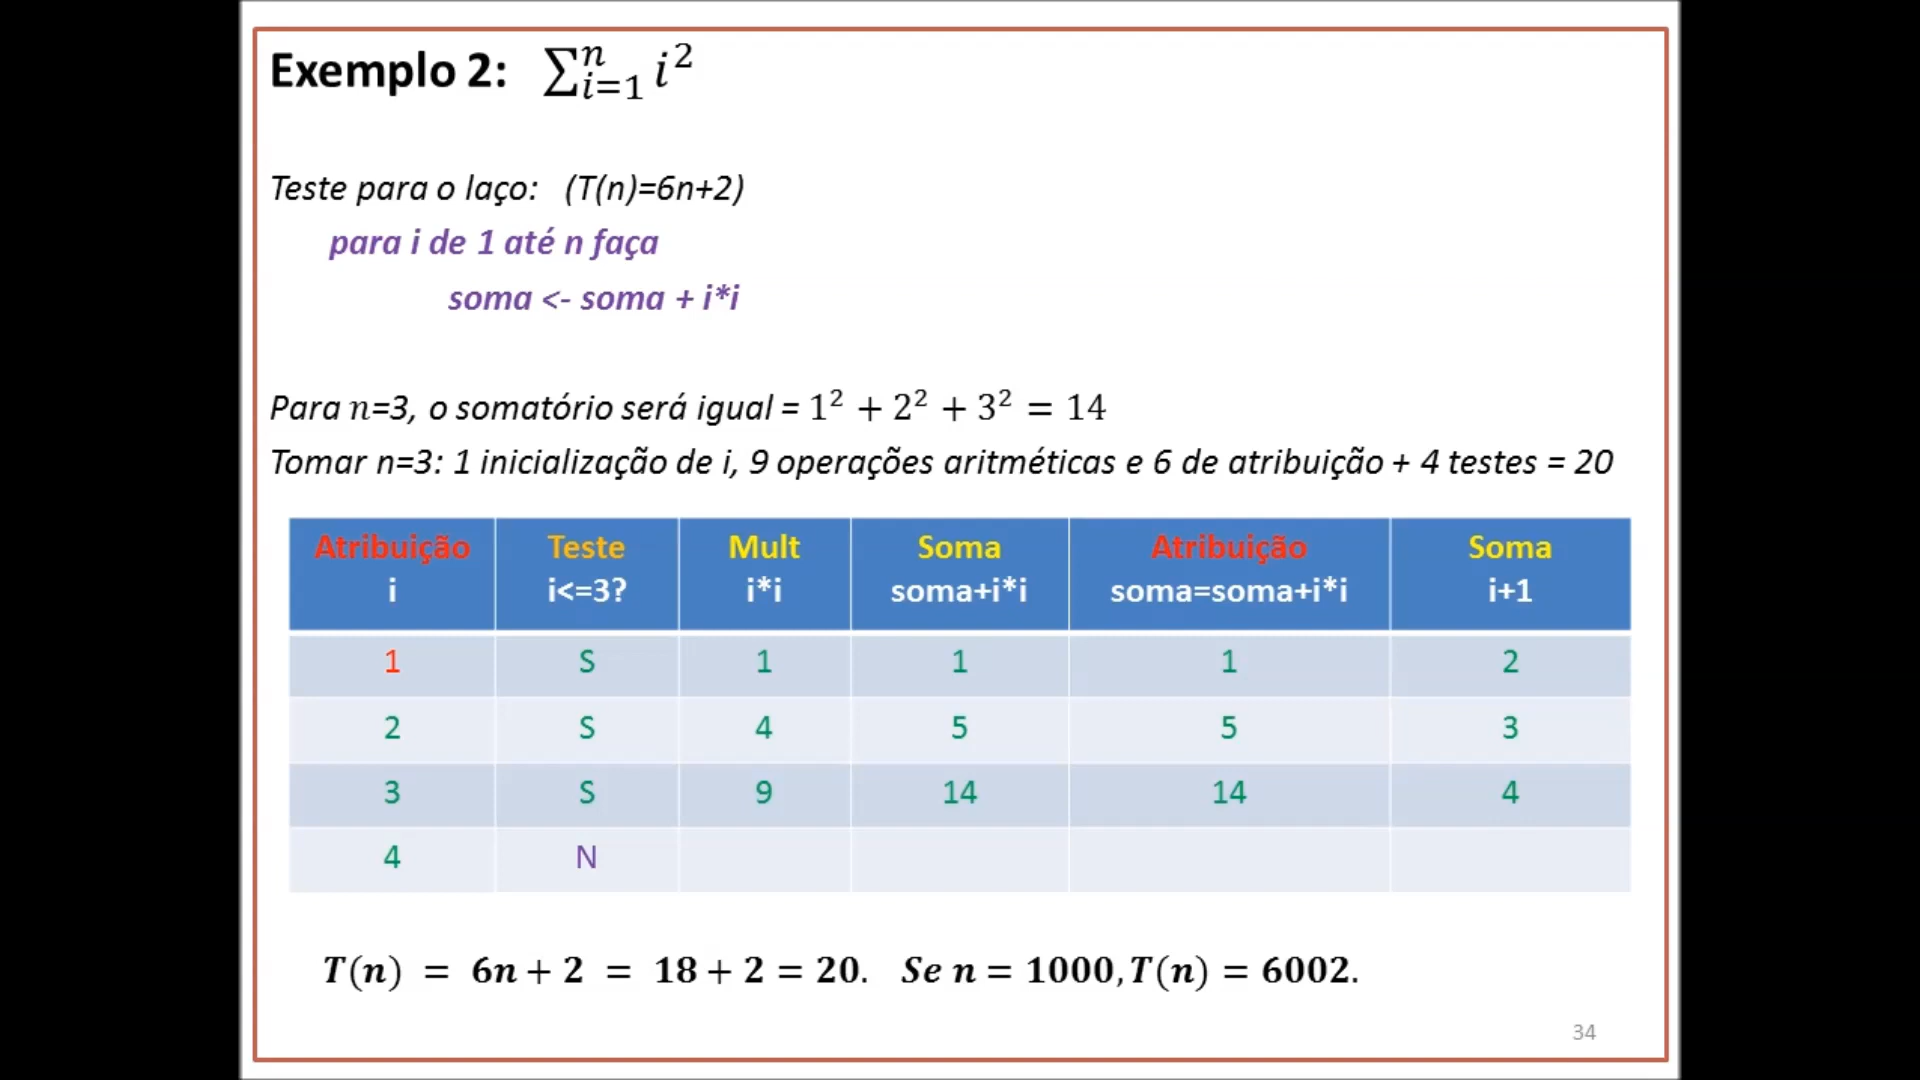 Exemplo 2: ∑ⁿᵢ₌₁ i²
Teste para o laço: (T(n)=6n+2)
para i de 1 até n faça
soma <- soma + i*i
Para n=3, o somatório será igual = 1² + 2² + 3² = 14
Tomar n=3: 1 inicialização de i, 9 operações aritméticas e 6 de atribuição + 4 testes = 20
Atribuição i Teste i<=3? Mult i*i Soma soma+i*i Atribuição soma=soma+i*i Soma i+1
1 S 1 1 1 2
2 S 4 5 5 3
3 S 9 14 14 4
4 N
T(n) = 6n + 2 = 18 + 2 = 20. Se n = 1000, T(n) = 6002.
34